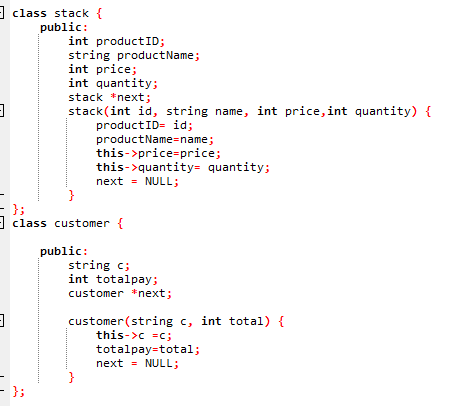 class stack {
public:
int productID;
string productName;
int price;
int quantity;
stack *next;
stack(int id, string name, int price,int quantity) {
productID= id;
productName=name;
this->price=price;
this->quantity= quantity;
next = NULL;
}
};
class customer {
public:
string c;
int totalpay;
customer *next;
customer(string c, int total) {
this->c =c;
totalpay=total;
next = NULL;
}
};